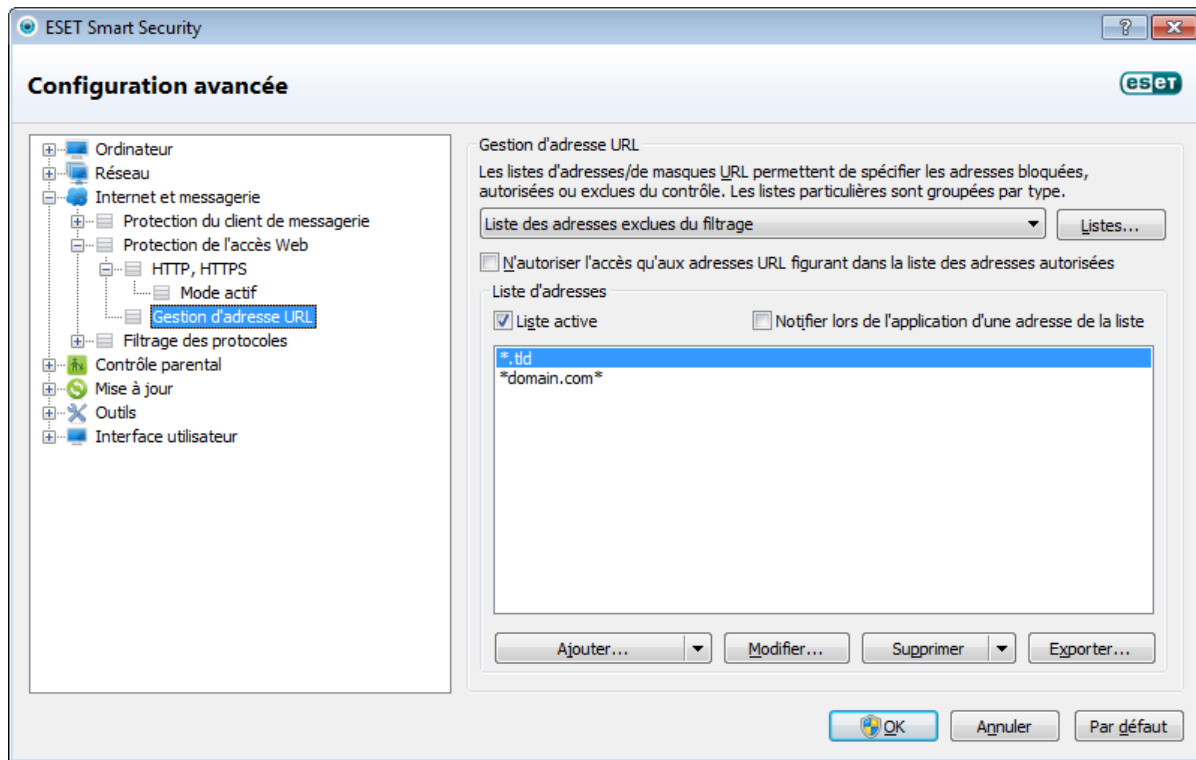 ESET Smart Security
?
Configuration avancée
eseT
Ordinateur
Réseau
Internet et messagerie
Protection du client de messagerie
Protection de l'accès Web
HTTP, HTTPS
Mode actif
Gestion d'adresse URL
Filtrage des protocoles
Contrôle parental
Mise à jour
Outils
Interface utilisateur
Gestion d'adresse URL
Les listes d'adresses/de masques URL permettent de spécifier les adresses bloquées,
autorisées ou exclues du contrôle. Les listes particulières sont groupées par type.
Liste des adresses exclues du filtrage
Listes...
N'autoriser l'accès qu'aux adresses URL figurant dans la liste des adresses autorisées
Liste d'adresses
Liste active
Notifier lors de l'application d'une adresse de la liste
*.tld
*domain.com*
Ajouter...
Modifier...
Supprimer
Exporter...
OK
Annuler
Par défaut